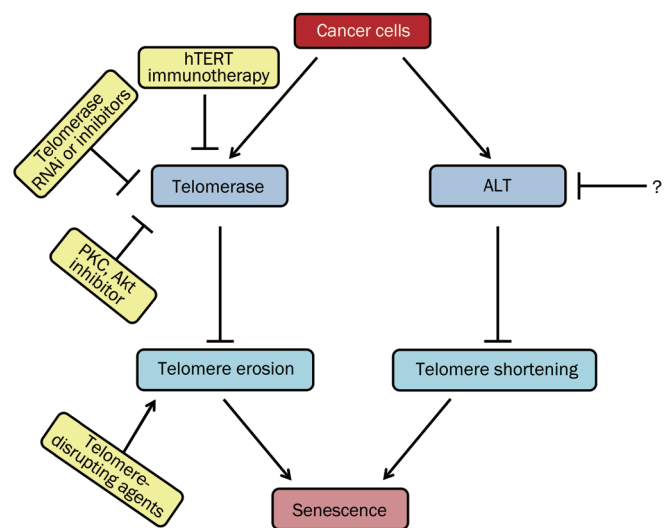 Cancer cells
hTERT
immunotherapy
Telomerase
RNAi or inhibitors
Telomerase
ALT
?
PKC, Akt
inhibitor
Telomere erosion
Telomere shortening
Telomere-
disrupting agents
Senescence